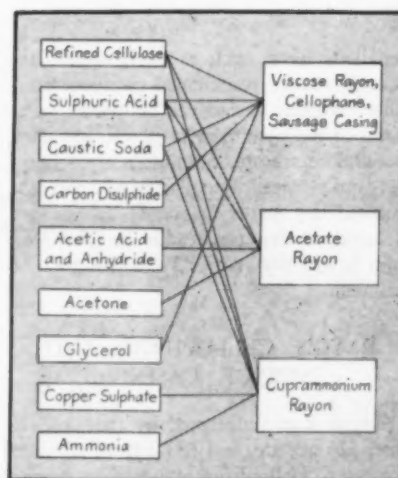 Refined Cellulose
Sulphuric Acid
Caustic Soda
Carbon Disulphide
Acetic Acid
and Anhydride
Acetone
Glycerol
Copper Sulphate
Ammonia
Viscose Rayon,
Cellophane,
Sausage Casing
Acetate
Rayon
Cuprammonium
Rayon